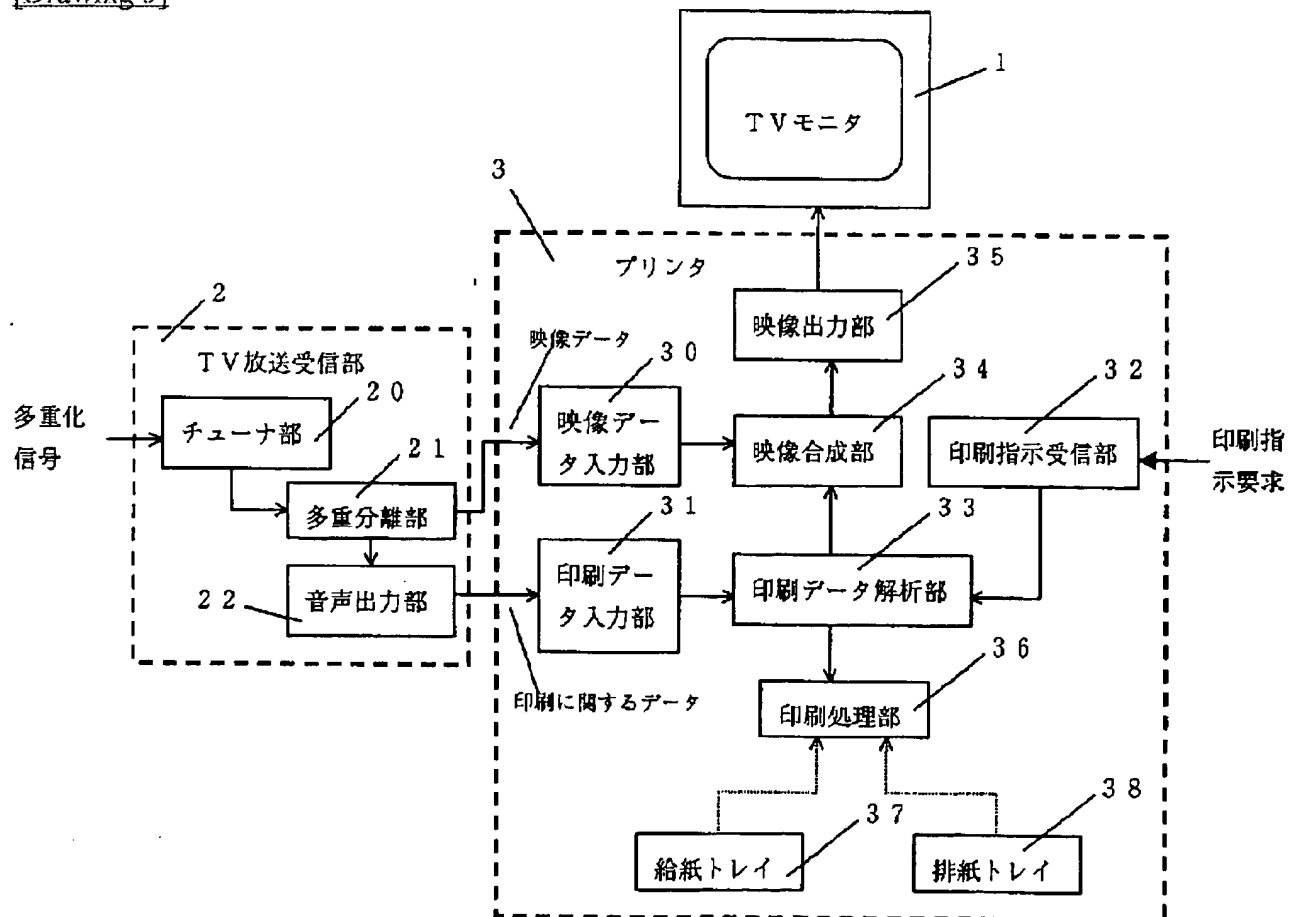 [Drawing 5]
1
TVモニタ
3
プリンタ
35
映像出力部
2
TV放送受信部
映像データ
30
34
32
多重化
信号
チューナ部
20
映像デー
タ入力部
映像合成部
印刷指示受信部
印刷指
示要求
21
多重分離部
31
33
22
音声出力部
印刷デー
タ入力部
印刷データ解析部
印刷に関するデータ
36
印刷処理部
37
38
給紙トレイ
排紙トレイ